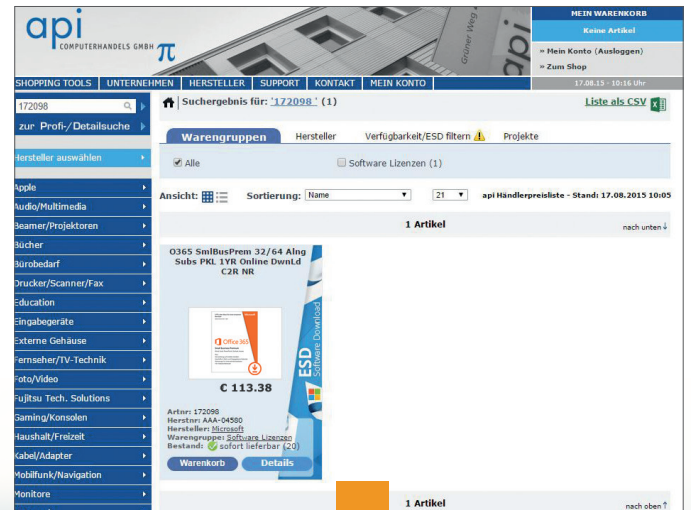 api
COMPUTERHANDELS GMBH
π
Grüner Weg
api
MEIN WARENKORB
Keine Artikel
» Mein Konto (Ausloggen)
» Zum Shop
SHOPPING TOOLS | UNTERNEHMEN | HERSTELLER | SUPPORT | KONTAKT | MEIN KONTO
17.08.15 - 10:16 Uhr
172098
zur Profi-/Detailsuche
Hersteller auswählen
Apple
Audio/Multimedia
Beamer/Projektoren
Bücher
Bürobedarf
Drucker/Scanner/Fax
Education
Eingabegeräte
Externe Gehäuse
Fernseher/TV-Technik
Foto/Video
Fujitsu Tech. Solutions
Gaming/Konsolen
Haushalt/Freizeit
Kabel/Adapter
Mobilfunk/Navigation
Monitore
Suchergebnis für: '172098 ' (1)
Liste als CSV
Warengruppen Hersteller Verfügbarkeit/ESD filtern Projekte
Alle Software Lizenzen (1)
Ansicht: Sortierung: Name 21 api Händlerpreisliste - Stand: 17.08.2015 10:05
1 Artikel nach unten ↓
O365 SmlBusPrem 32/64 Alng
Subs PKL 1YR Online DwnLd
C2R NR
Office 365
ESD
Software Download
€ 113.38
Artnr: 172098
Herstnr: AAA-04580
Hersteller: Microsoft
Warengruppe: Software Lizenzen
Bestand: sofort lieferbar (20)
Warenkorb Details
1 Artikel nach oben ↑